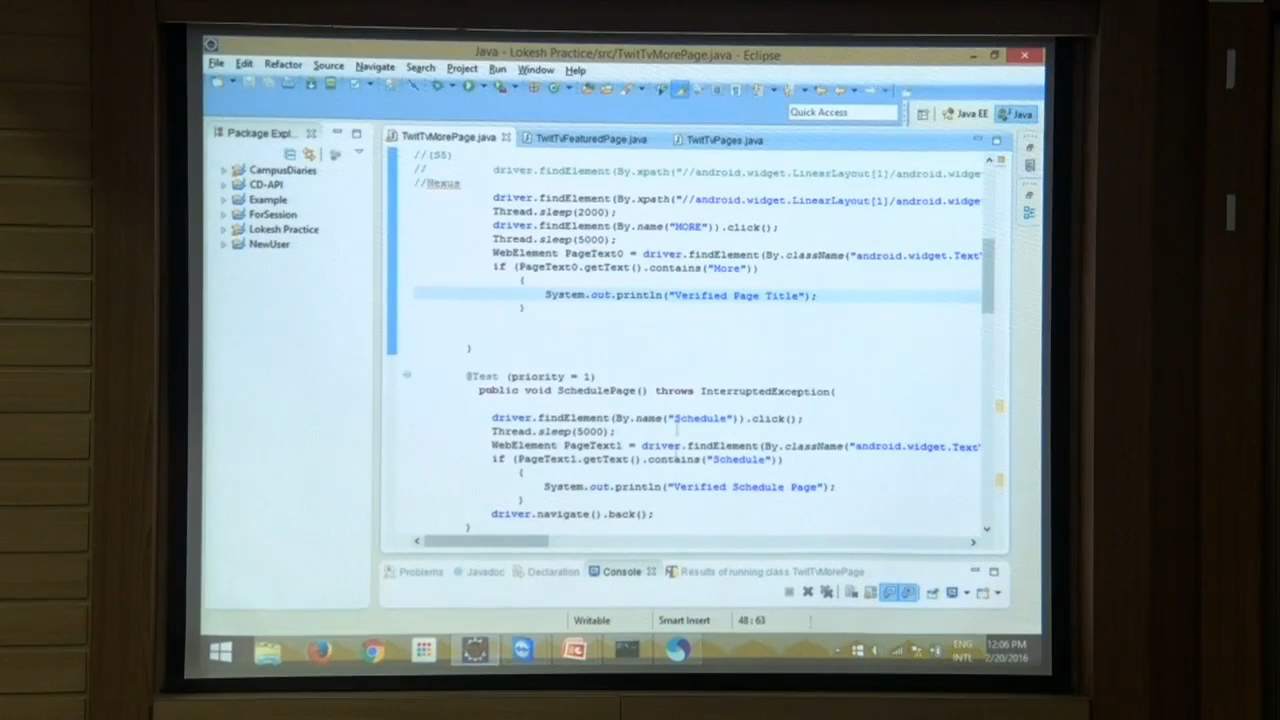 Java - Lokesh Practice/src/TwitTvMorePage.java - Eclipse
File Edit Refactor Source Navigate Search Project Run Window Help
Quick Access
Java EE
Java
Package Expl...
TwitTvMorePage.java
TwitTvFeaturedPage.java
TwitTvPages.java
CampusDiaries
CD-API
Example
ForSession
Lokesh Practice
NewUser
//(S5)
// driver.findElement(By.xpath("//android.widget.LinearLayout[1]/android.widge
//Nexus
driver.findElement(By.xpath("//android.widget.LinearLayout[1]/android.widge
Thread.sleep(2000);
driver.findElement(By.name("MORE")).click();
Thread.sleep(5000);
WebElement PageText0 = driver.findElement(By.className("android.widget.Text
if (PageText0.getText().contains("More"))
{
System.out.println("Verified Page Title");
}
}
@Test (priority = 1)
public void SchedulePage() throws InterruptedException{
driver.findElement(By.name("Schedule")).click();
Thread.sleep(5000);
WebElement PageText1 = driver.findElement(By.className("android.widget.Text
if (PageText1.getText().contains("Schedule"))
{
System.out.println("Verified Schedule Page");
}
driver.navigate().back();
}
Problems
Javadoc
Declaration
Console
Results of running class TwitTvMorePage
Writable
Smart Insert
48 : 63
ENG
INTL
12:06 PM
2/20/2016